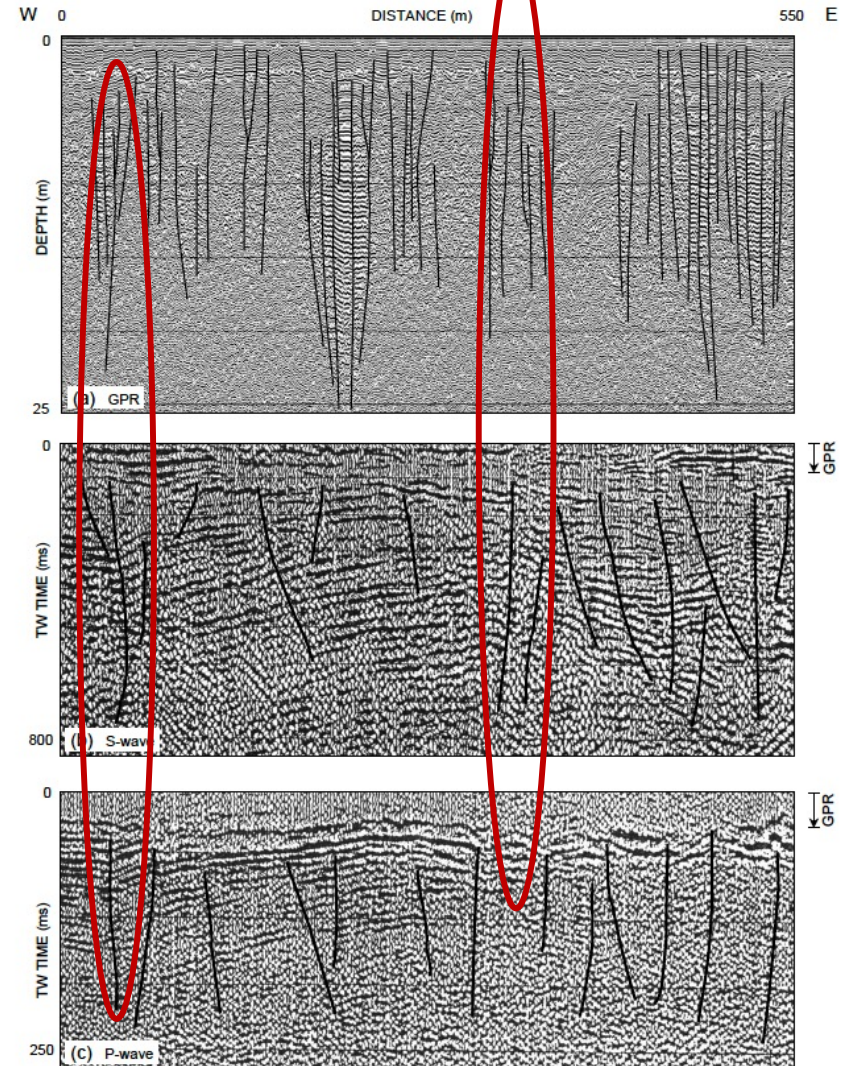 W 0 DISTANCE (m) 550 E
0
DEPTH (m)
25
(a) GPR
0
GPR
TW TIME (ms)
800
(b) S-wave
0
GPR
TW TIME (ms)
250
(c) P-wave